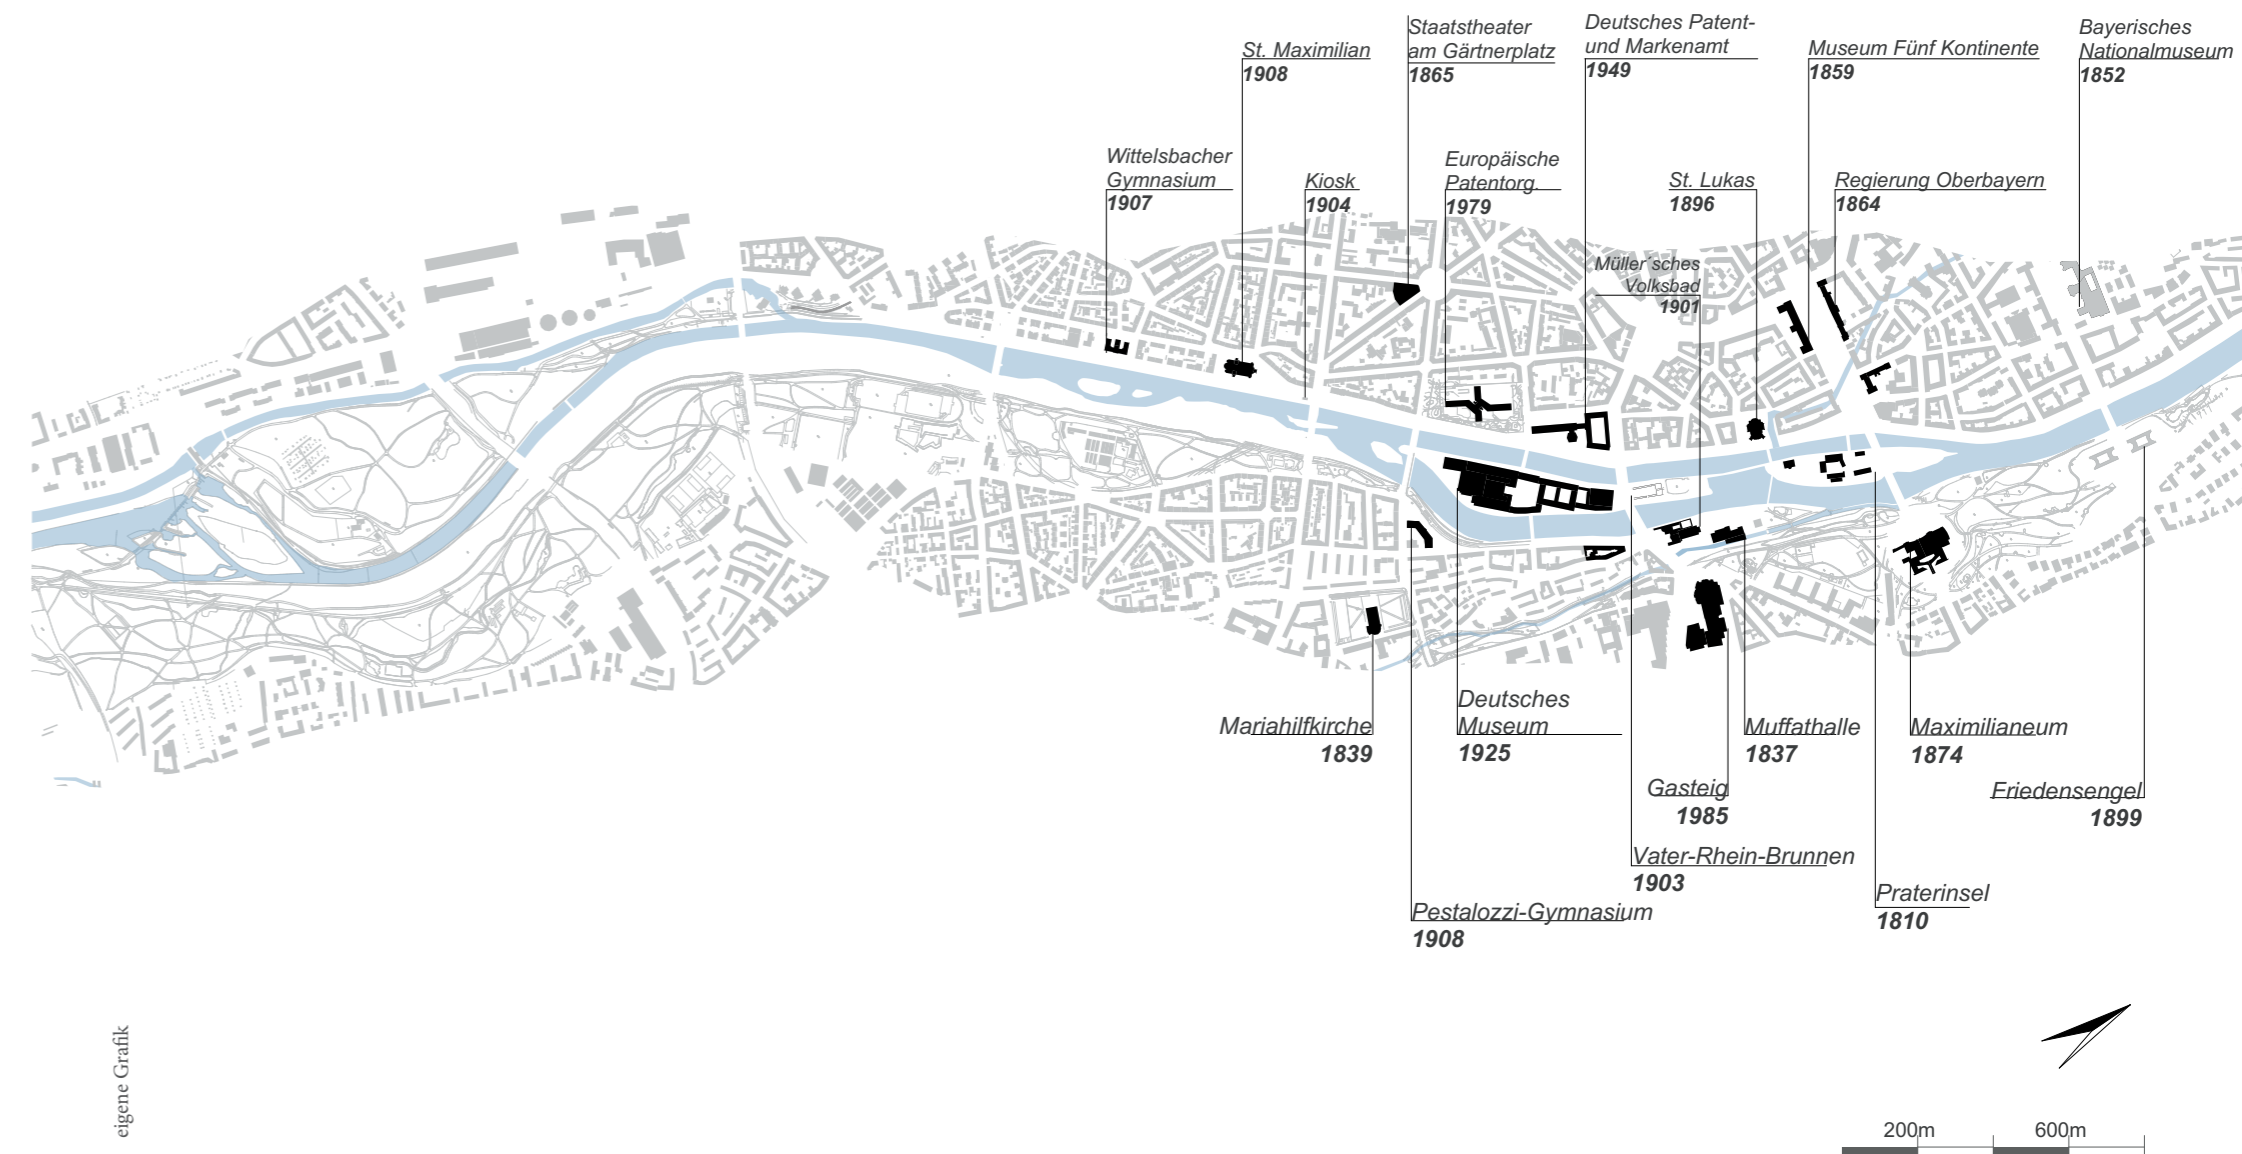 Staatstheater
am Gärtnerplatz
1865
Deutsches Patent-
und Markenamt
1949
Bayerisches
Nationalmuseum
1852
St. Maximilian
1908
Museum Fünf Kontinente
1859
Wittelsbacher
Gymnasium
1907
Kiosk
1904
Europäische
Patentorg.
1979
St. Lukas
1896
Regierung Oberbayern
1864
Müller´sches
Volksbad
1901
Mariahilfkirche
1839
Deutsches
Museum
1925
Muffathalle
1837
Maximilianeum
1874
Gasteig
1985
Friedensengel
1899
Vater-Rhein-Brunnen
1903
Praterinsel
1810
Pestalozzi-Gymnasium
1908
eigene Grafik
200m
600m